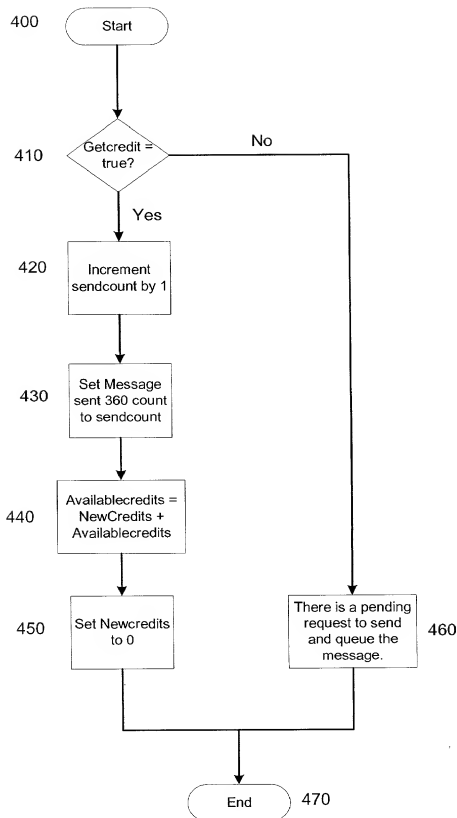 400
Start
410
Getcredit =
true?
No
Yes
420
Increment
sendcount by 1
430
Set Message
sent 360 count
to sendcount
440
Availablecredits =
NewCredits +
Availablecredits
450
Set Newcredits
to 0
There is a pending
request to send
and queue the
message.
460
End
470